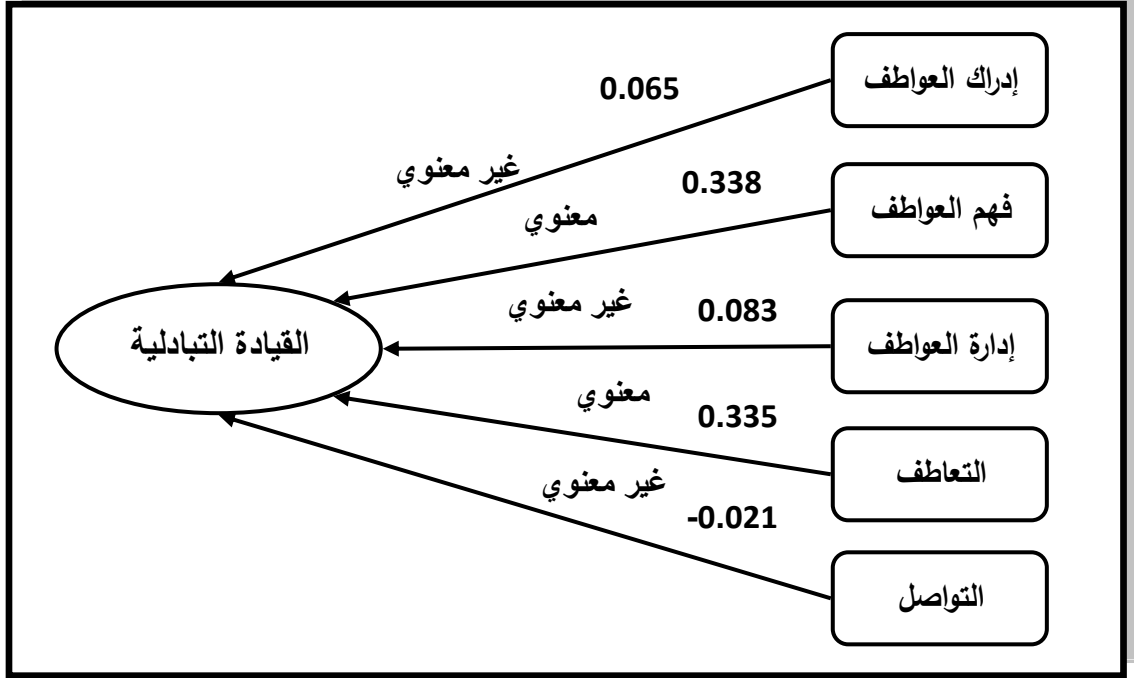 إدراك العواطف
0.065
غير معنوي
فهم العواطف
0.338
معنوي
إدارة العواطف
0.083
غير معنوي
القيادة التبادلية
التعاطف
0.335
معنوي
غير معنوي
-0.021
التواصل